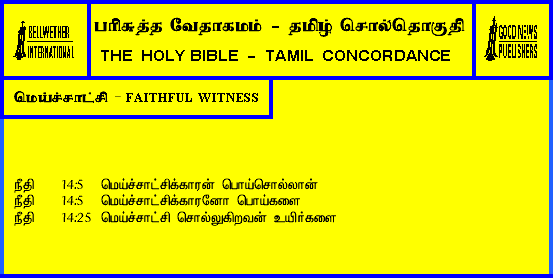 BELLWETHER
INTERNATIONAL
பரிசுத்த வேதாகமம் - தமிழ் சொல்தொகுதி
THE HOLY BIBLE - TAMIL CONCORDANCE
GOOD NEWS
PUBLISHERS
மெய்ச்சாட்சி - FAITHFUL WITNESS
நீதி 14:5 மெய்ச்சாட்சிக்காரன் பொய்சொல்லான்
நீதி 14:5 மெய்ச்சாட்சிக்காரனோ பொய்களை
நீதி 14:25 மெய்ச்சாட்சி சொல்லுகிறவன் உயிர்களை